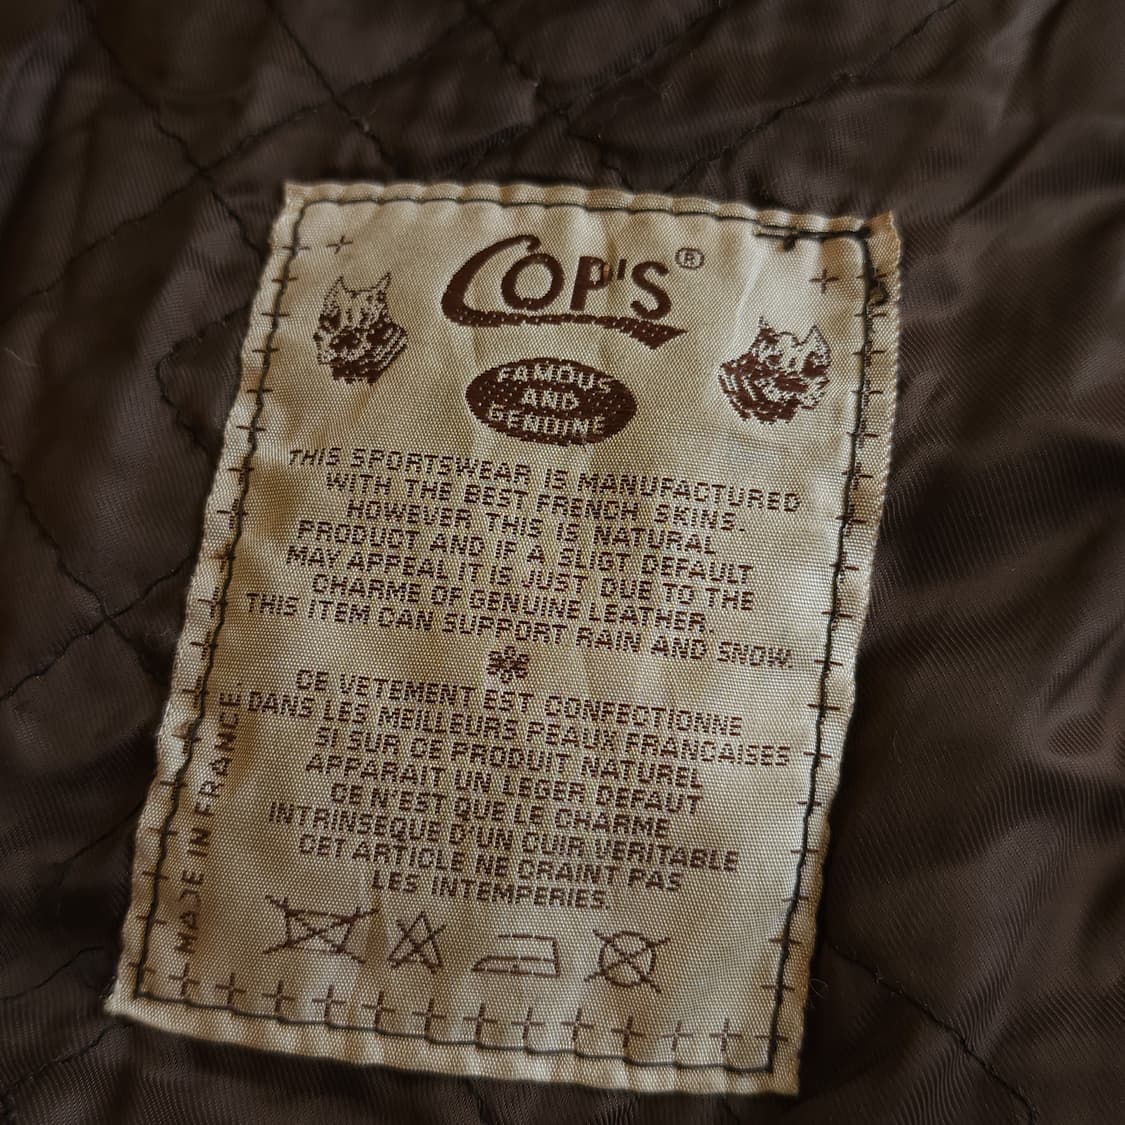 COP'S®
FAMOUS
AND
GENUINE
THIS SPORTSWEAR IS MANUFACTURED
WITH THE BEST FRENCH SKINS.
HOWEVER THIS IS NATURAL
PRODUCT AND IF A SLIGT DEFAULT
MAY APPEAL IT IS JUST DUE TO THE
CHARME OF GENUINE LEATHER.
THIS ITEM CAN SUPPORT RAIN AND SNOW.
CE VETEMENT EST CONFECTIONNE
DANS LES MEILLEURS PEAUX FRANCAISES
SI SUR CE PRODUIT NATUREL
APPARAIT UN LEGER DEFAUT
CE N'EST QUE LE CHARME
INTRINSEQUE D'UN CUIR VERITABLE
CET ARTICLE NE CRAINT PAS
LES INTEMPERIES.
MADE IN FRANCE